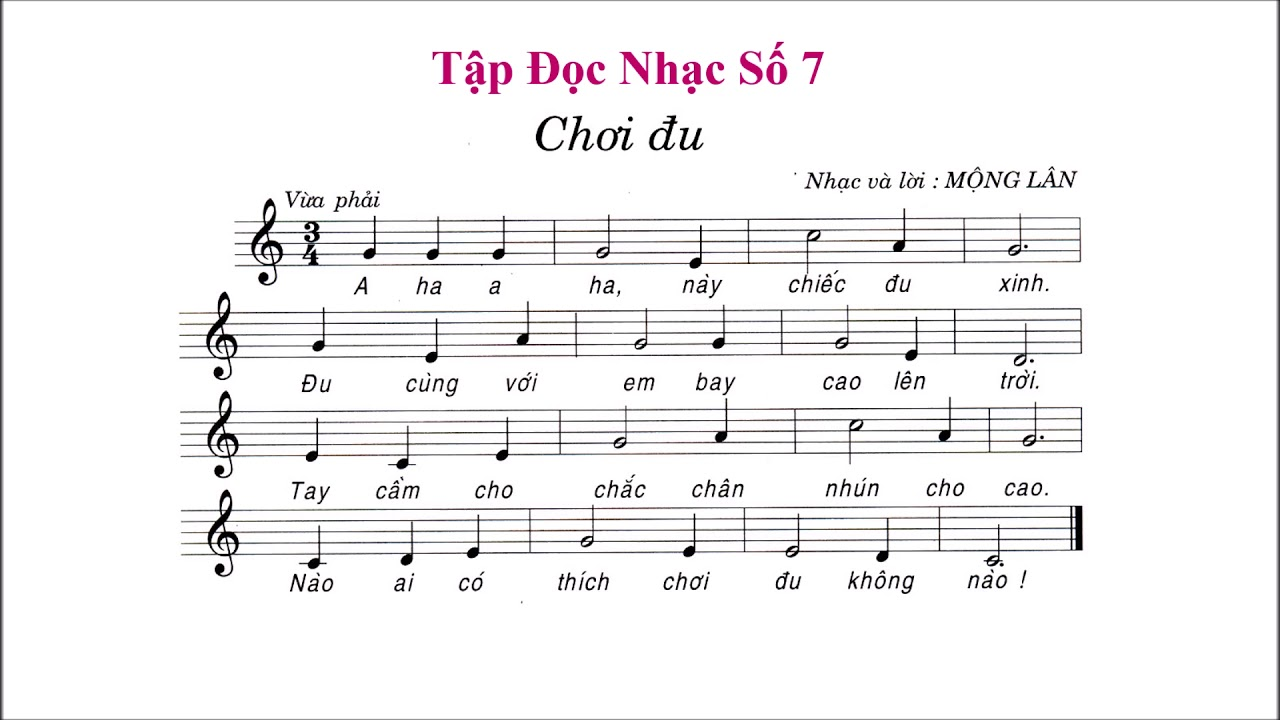 Tập Đọc Nhạc Số 7
Chơi đu
Nhạc và lời : MỘNG LÂN
Vừa phải
3
4
A ha a ha, này chiếc đu xinh.
Đu cùng với em bay cao lên trời.
Tay cầm cho chắc chân nhún cho cao.
Nào ai có thích chơi đu không nào !